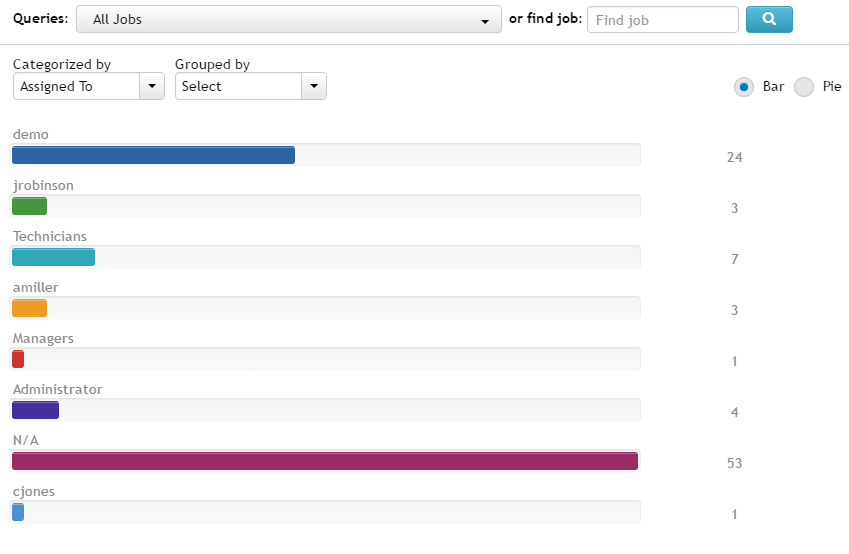 Queries: All Jobs or find job: Find job
Categorized by Grouped by
Assigned To Select Bar Pie
demo
24
jrobinson
3
Technicians
7
amiller
3
Managers
1
Administrator
4
N/A
53
cjones
1